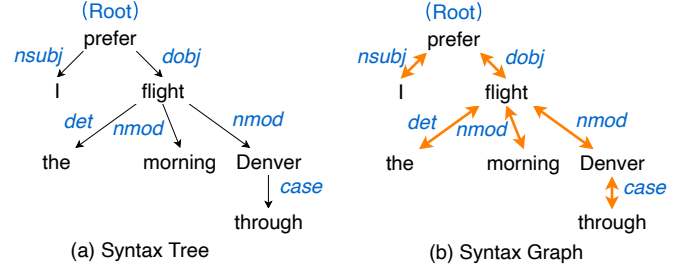 (Root)
prefer
nsubj
dobj
I
flight
det
nmod
nmod
the
morning
Denver
case
through
(a) Syntax Tree
(Root)
prefer
nsubj
dobj
I
flight
det
nmod
nmod
the
morning
Denver
case
through
(b) Syntax Graph